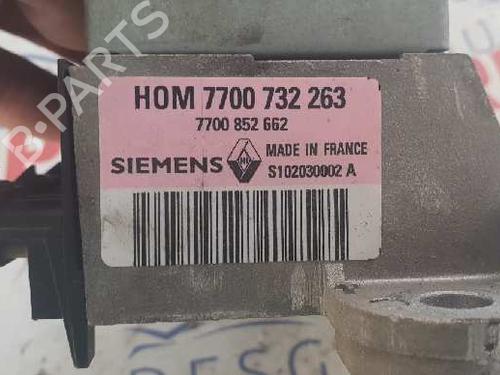 B-PARTS
HOM 7700 732 263
7700 852 662
SIEMENS
MADE IN FRANCE
S102030002 A